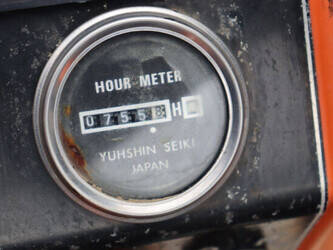 HOUR METER
07558 H
YUHSHIN SEIKI
JAPAN